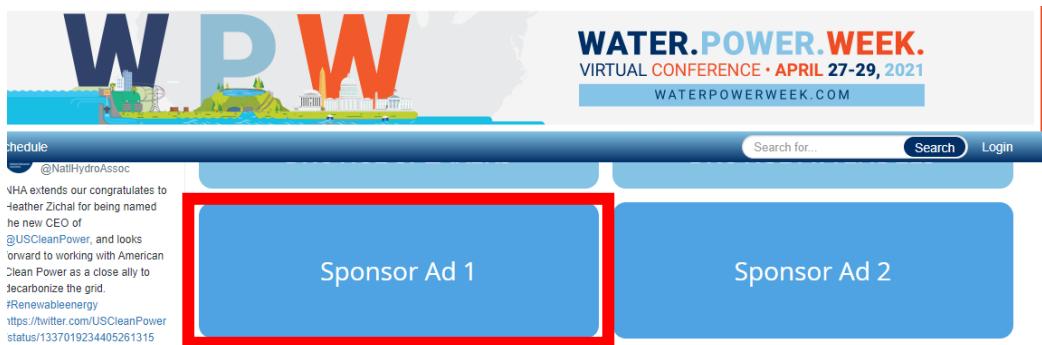 WPW
WATER.POWER.WEEK.
VIRTUAL CONFERENCE • APRIL 27-29, 2021
WATERPOWERWEEK.COM
chedule
Search for...
Search
Login
@NatlHydroAssoc
NHA extends our congratulates to
Heather Zichal for being named
he new CEO of
@USCleanPower, and looks
forward to working with American
Clean Power as a close ally to
decarbonize the grid.
#Renewableenergy
https://twitter.com/USCleanPower
/status/1337019234405261315
Sponsor Ad 1
Sponsor Ad 2